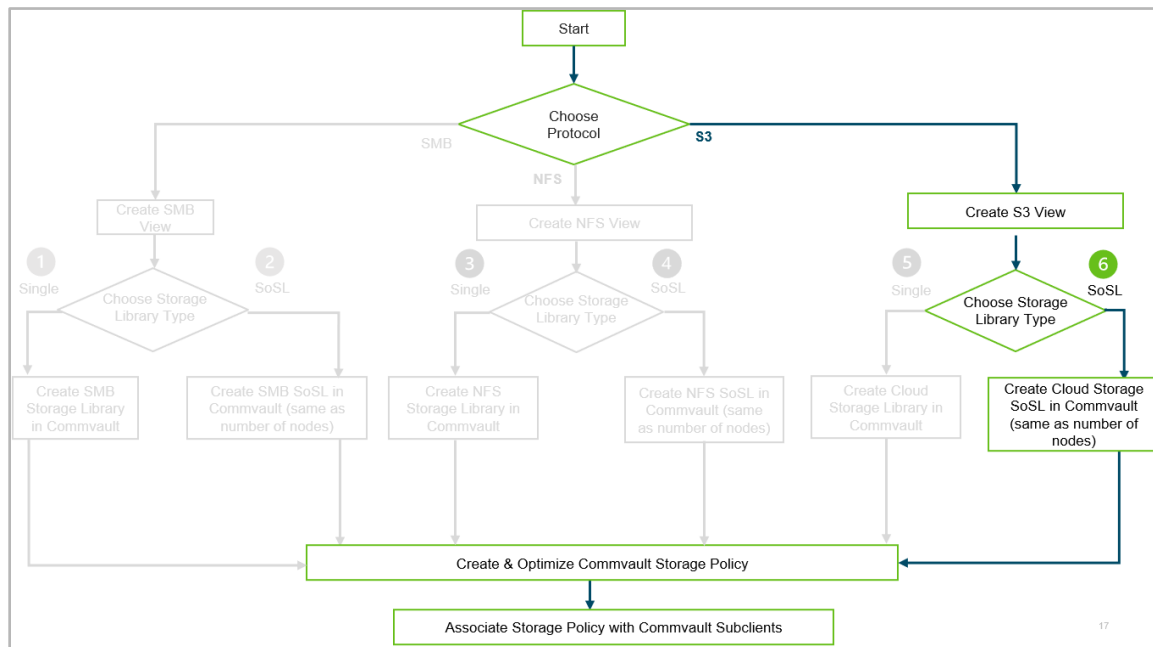 Start
Choose
Protocol
SMB
S3
NFS
Create SMB
View
Create NFS View
Create S3 View
1
Single
2
SoSL
Choose Storage
Library Type
3
Single
4
SoSL
Choose Storage
Library Type
5
Single
6
SoSL
Choose Storage
Library Type
Create SMB
Storage Library
in Commvault
Create SMB SoSL in
Commvault (same as
number of nodes)
Create NFS
Storage Library in
Commvault
Create NFS SoSL in
Commvault (same
as number of nodes)
Create Cloud
Storage Library in
Commvault
Create Cloud Storage
SoSL in Commvault
(same as number of
nodes)
Create & Optimize Commvault Storage Policy
Associate Storage Policy with Commvault Subclients
17